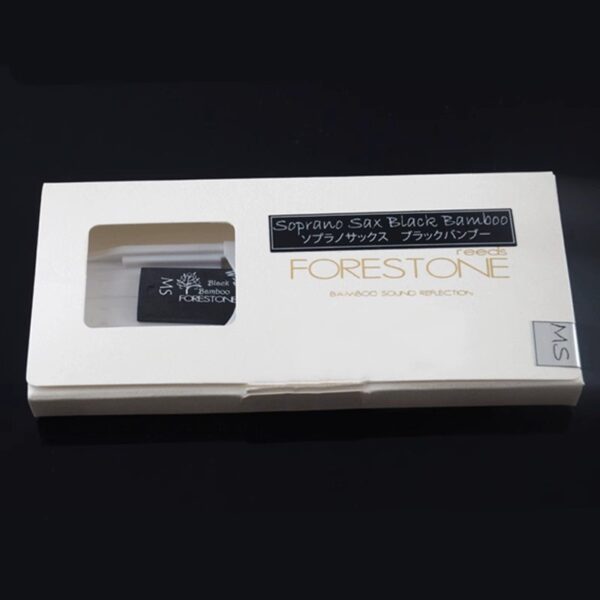 Soprano Sax Black Bamboo
ソプラノサックス　ブラックバンブー
reeds
FORESTONE
BAMBOO SOUND REFLECTION
MS
Black
Bamboo
FORESTONE
MS